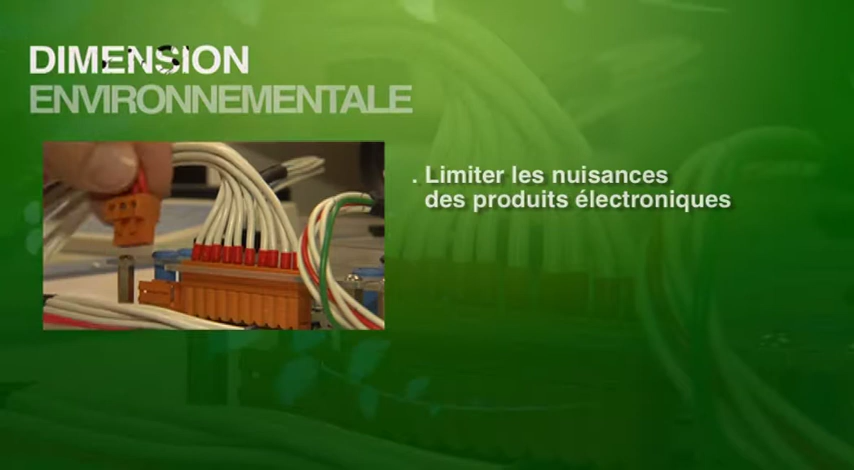 DIMENSION
ENVIRONNEMENTALE
. Limiter les nuisances
des produits électroniques